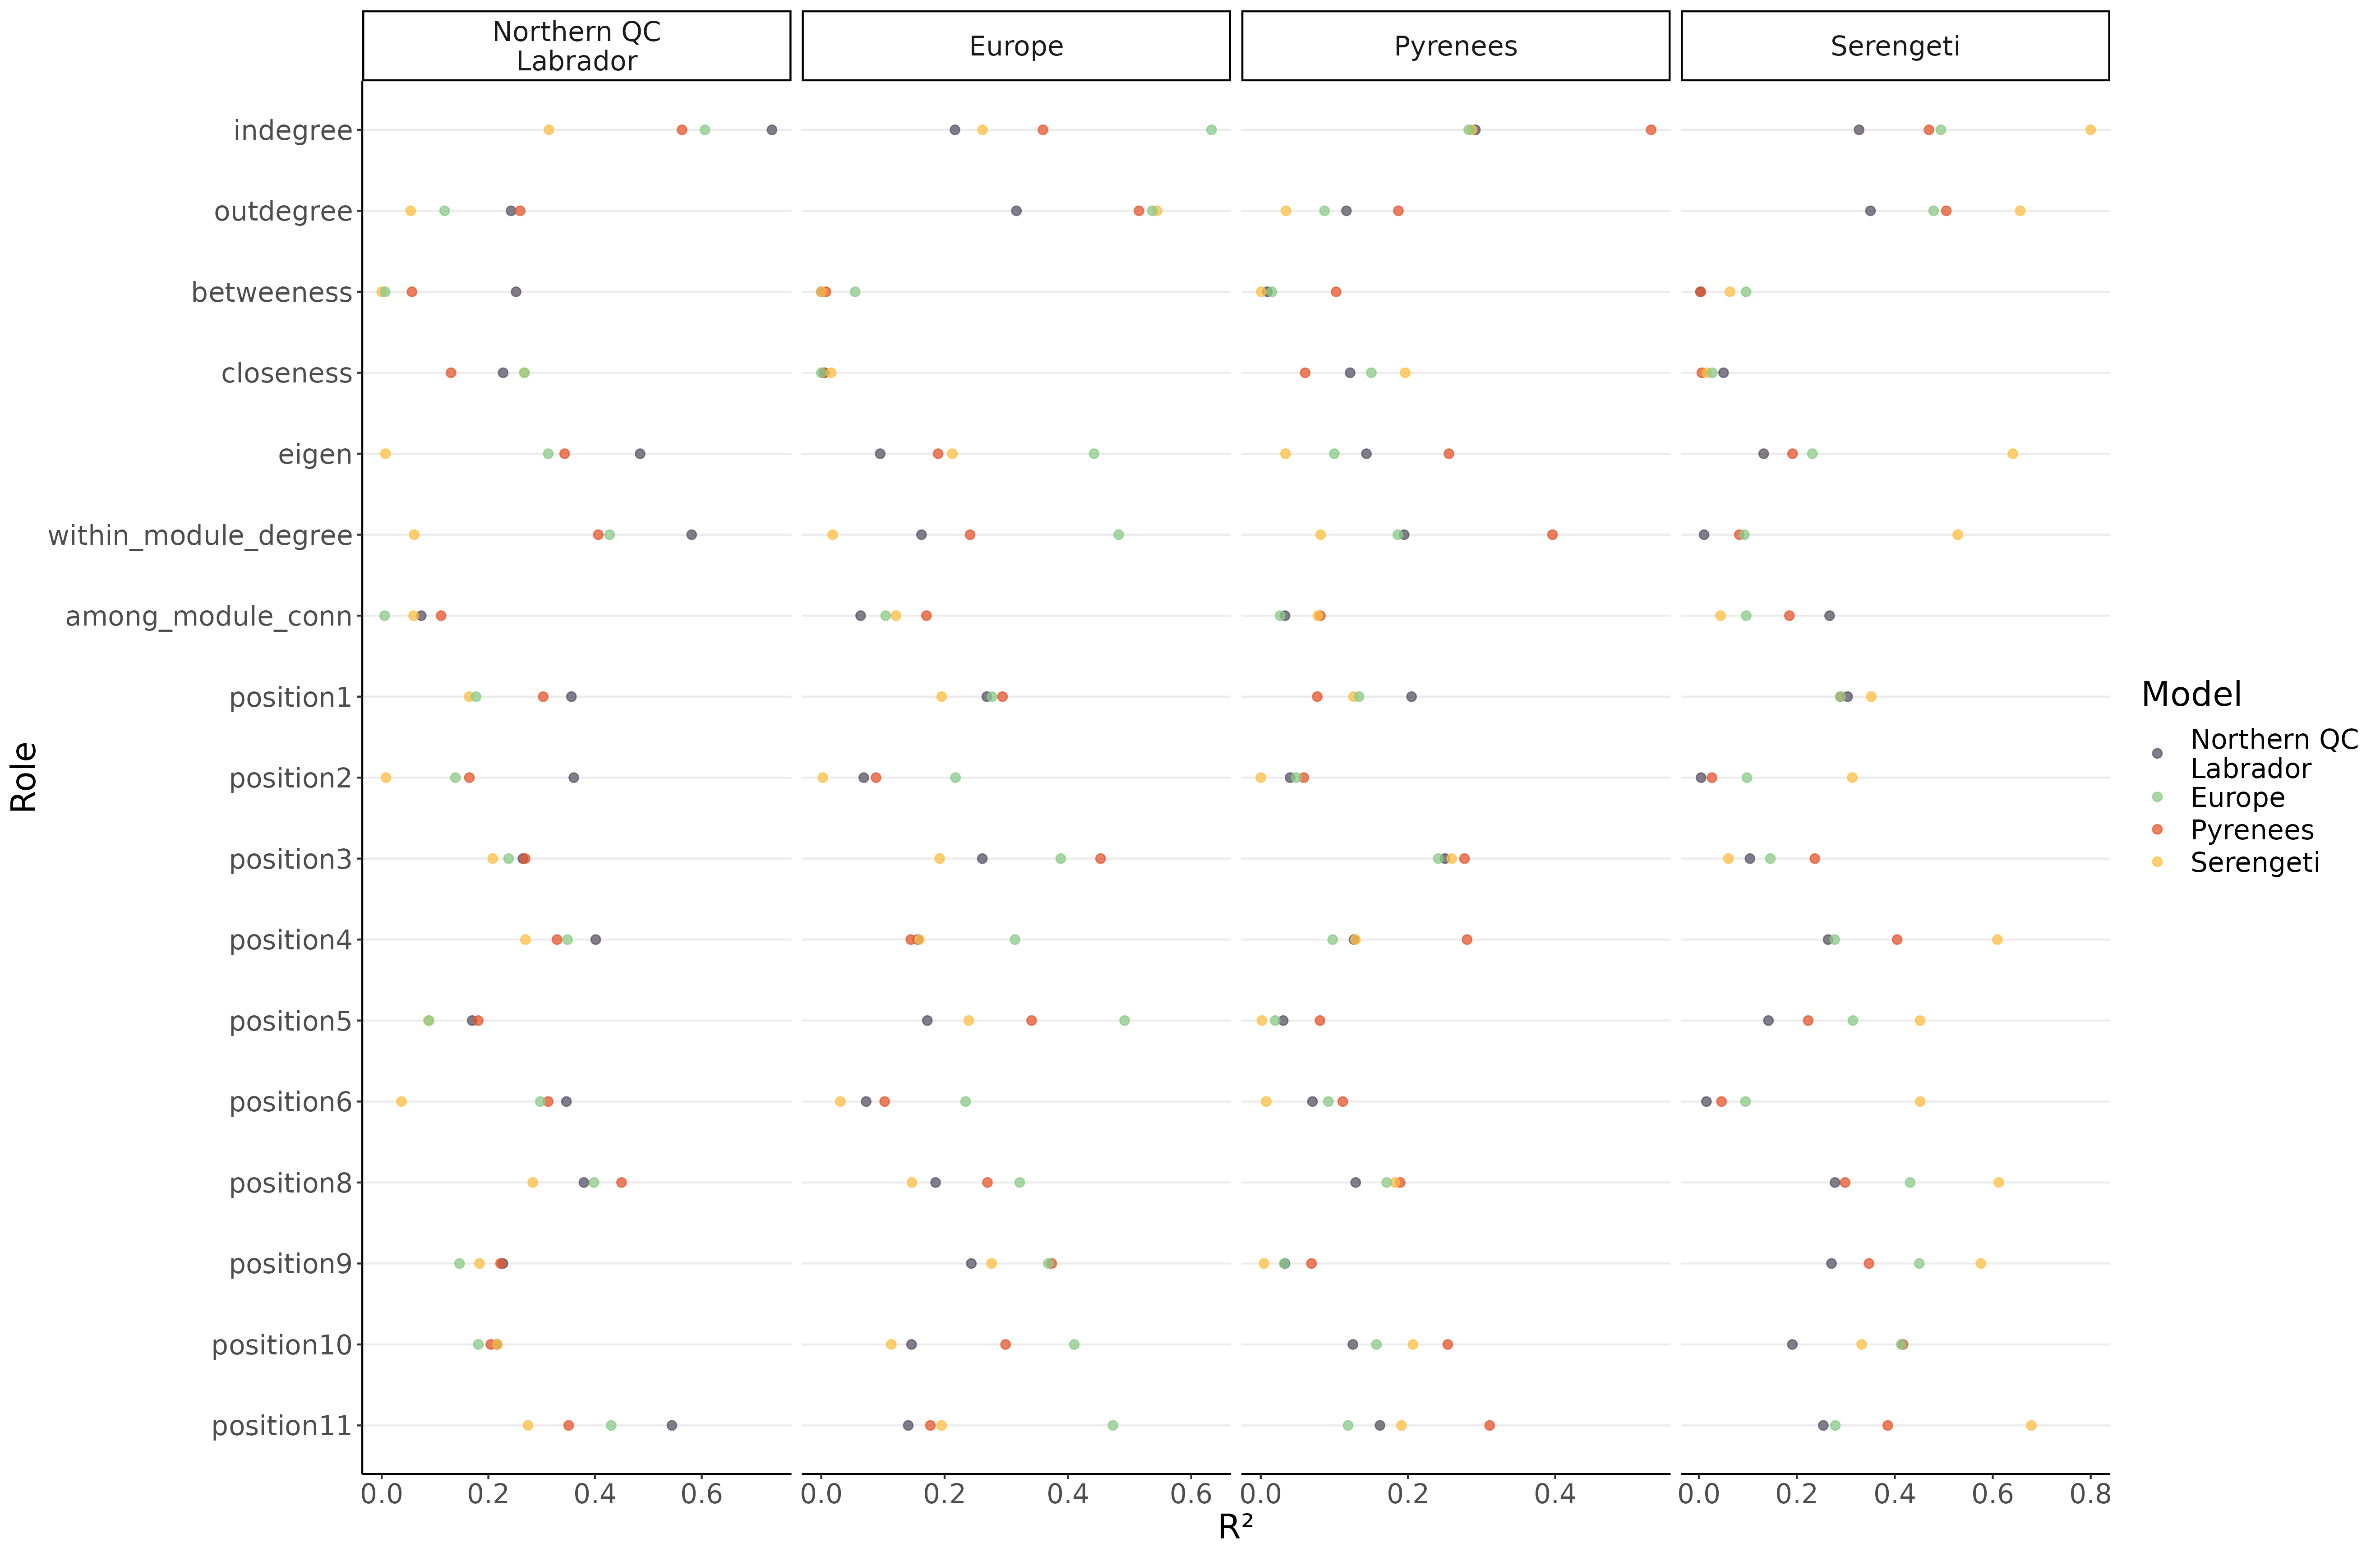 Northern QC
Labrador
Europe
Pyrenees
Serengeti
indegree
outdegree
betweeness
closeness
eigen
within_module_degree
among_module_conn
position1
position2
position3
position4
position5
position6
position8
position9
position10
position11
Role
0.0 0.2 0.4 0.6
0.0 0.2 0.4 0.6
0.0 0.2 0.4
0.0 0.2 0.4 0.6 0.8
R²
Model
Northern QC
Labrador
Europe
Pyrenees
Serengeti